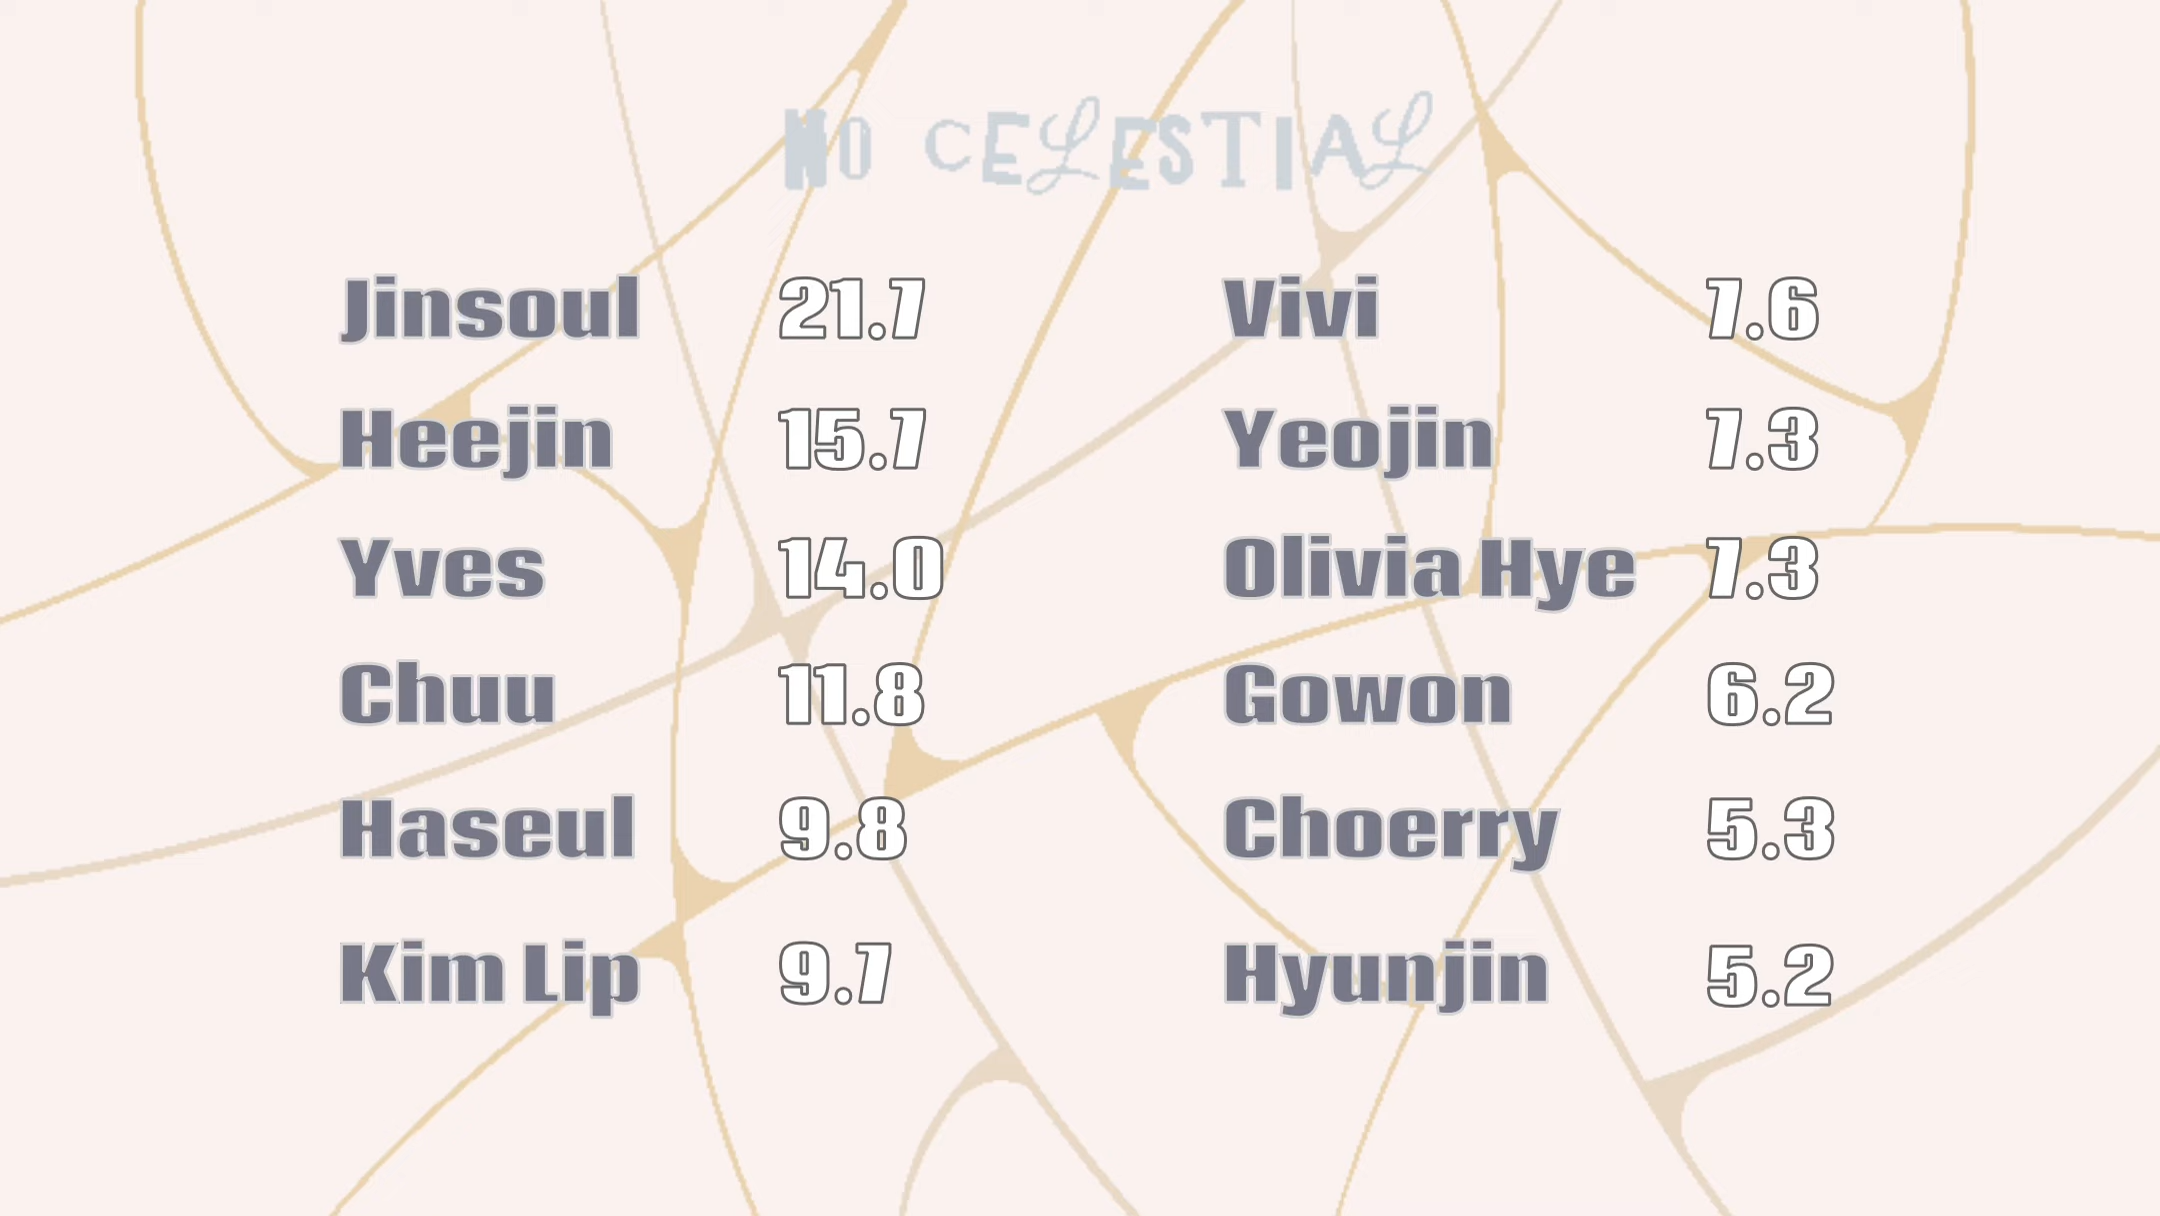 NO CELESTIAL
Jinsoul 21.7
Heejin 15.7
Yves 14.0
Chuu 11.8
Haseul 9.8
Kim Lip 9.7
Vivi 7.6
Yeojin 7.3
Olivia Hye 7.3
Gowon 6.2
Choerry 5.3
Hyunjin 5.2